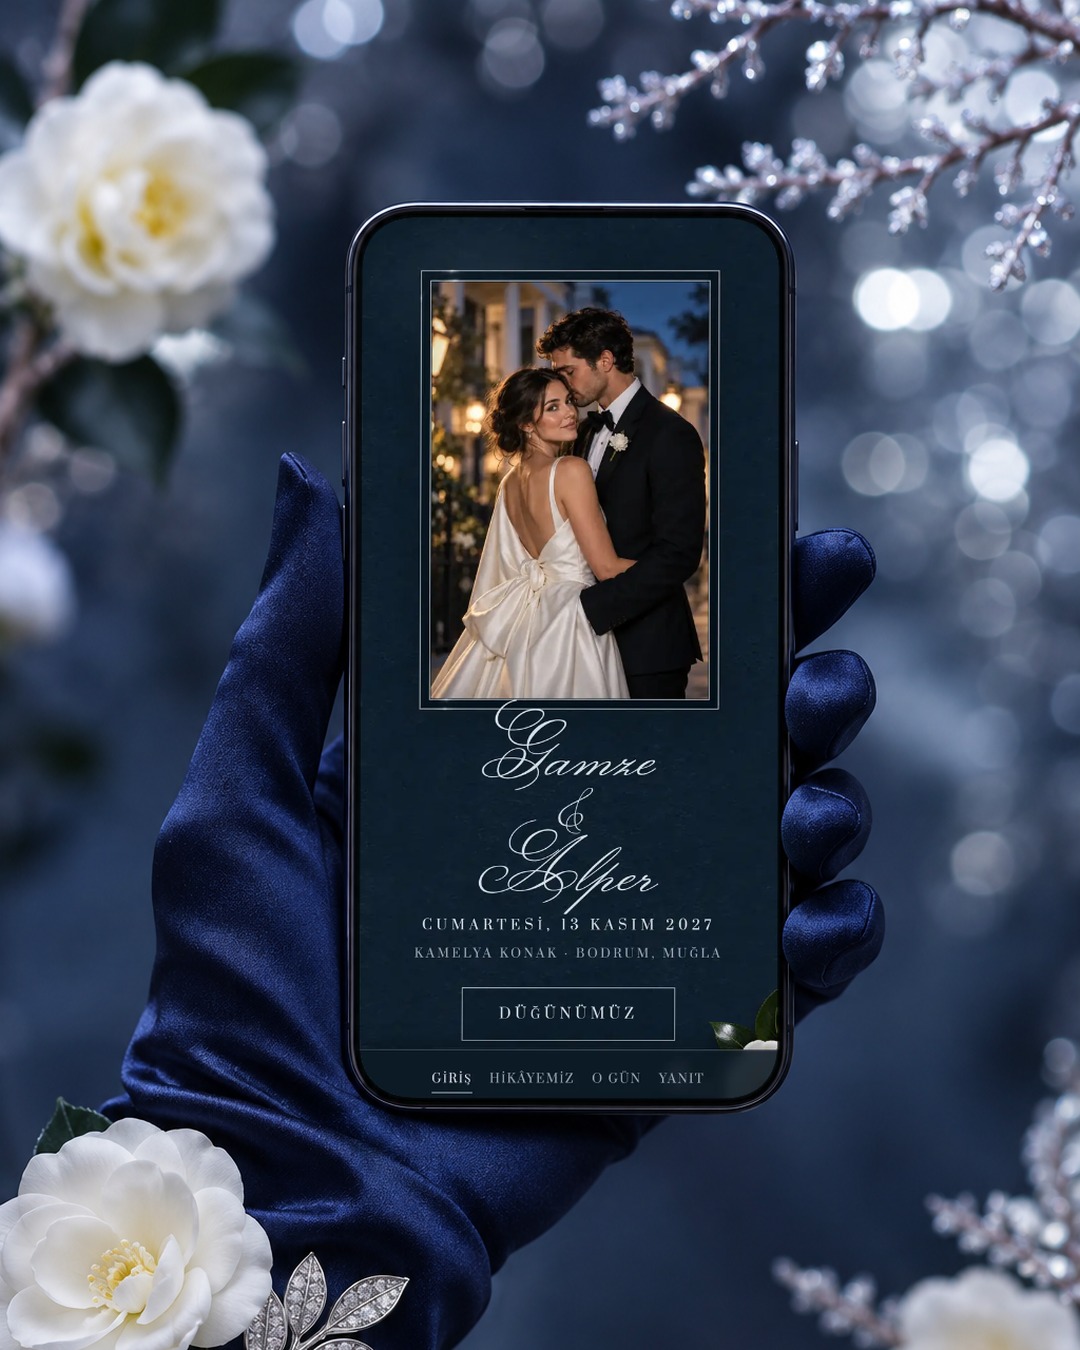 Gamze
&
Alper
CUMARTESİ, 13 KASIM 2027
KAMELYA KONAK · BODRUM, MUĞLA
DÜĞÜNÜMÜZ
GİRİŞ HİKÂYEMİZ O GÜN YANIT